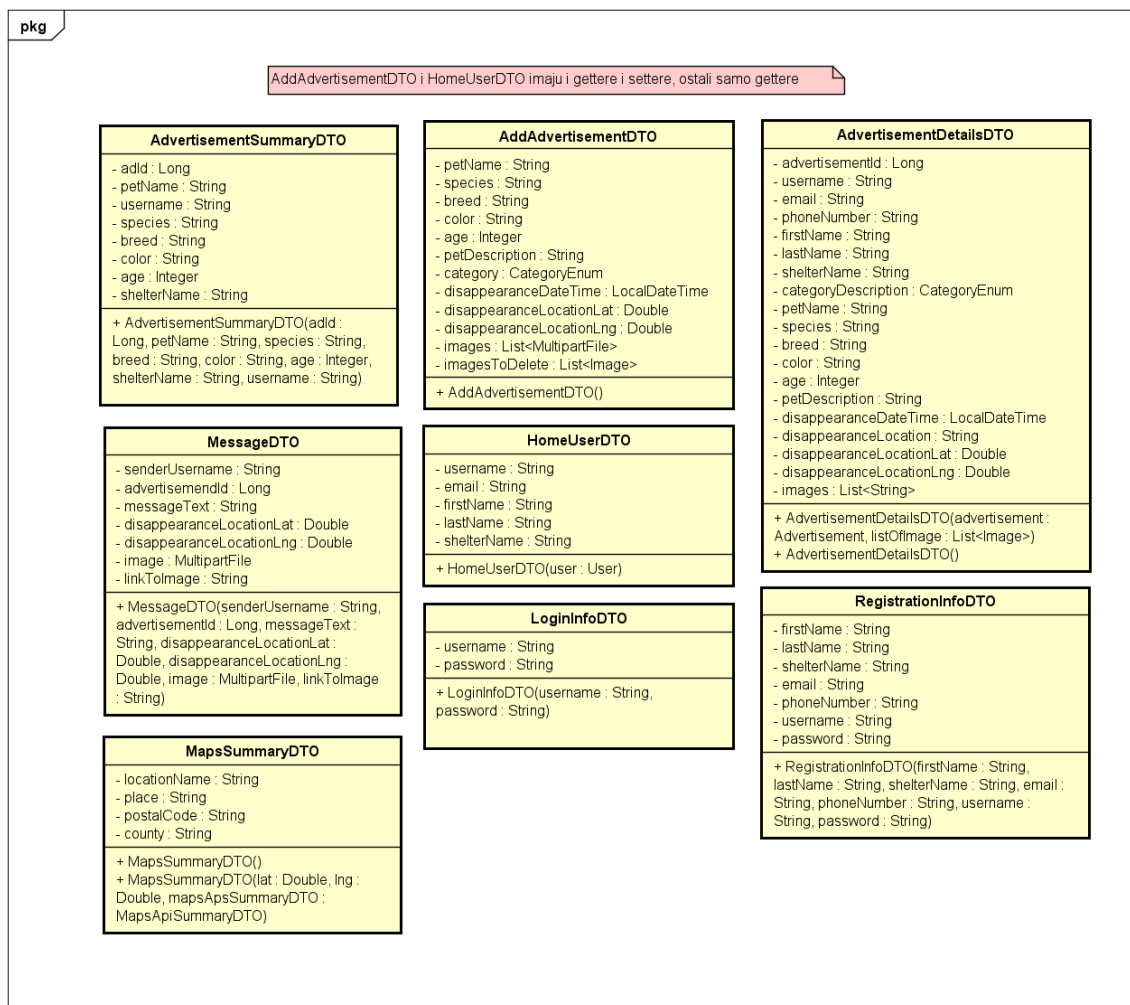 pkg
AddAdvertisementDTO i HomeUserDTO imaju i gettere i settere, ostali samo gettere
AdvertisementSummaryDTO
- adId : Long
- petName : String
- username : String
- species : String
- breed : String
- color : String
- age : Integer
- shelterName : String
+ AdvertisementSummaryDTO(adId :
Long, petName : String, species : String,
breed : String, color : String, age : Integer,
shelterName : String, username : String)
AddAdvertisementDTO
- petName : String
- species : String
- breed : String
- color : String
- age : Integer
- petDescription : String
- category : CategoryEnum
- disappearanceDateTime : LocalDateTime
- disappearanceLocationLat : Double
- disappearanceLocationLng : Double
- images : List<MultipartFile>
- imagesToDelete : List<Image>
+ AddAdvertisementDTO()
AdvertisementDetailsDTO
- advertisementId : Long
- username : String
- email : String
- phoneNumber : String
- firstName : String
- lastName : String
- shelterName : String
- categoryDescription : CategoryEnum
- petName : String
- species : String
- breed : String
- color : String
- age : Integer
- petDescription : String
- disappearanceDateTime : LocalDateTime
- disappearanceLocation : String
- disappearanceLocationLat : Double
- disappearanceLocationLng : Double
- images : List<String>
+ AdvertisementDetailsDTO(advertisement :
Advertisement, listOfImage : List<Image>)
+ AdvertisementDetailsDTO()
MessageDTO
- senderUsername : String
- advertisemendId : Long
- messageText : String
- disappearanceLocationLat : Double
- disappearanceLocationLng : Double
- image : MultipartFile
- linkToImage : String
+ MessageDTO(senderUsername : String,
advertisementId : Long, messageText :
String, disappearanceLocationLat :
Double, disappearanceLocationLng :
Double, image : MultipartFile, linkToImage
: String)
HomeUserDTO
- username : String
- email : String
- firstName : String
- lastName : String
- shelterName : String
+ HomeUserDTO(user : User)
LoginInfoDTO
- username : String
- password : String
+ LoginInfoDTO(username : String,
password : String)
RegistrationInfoDTO
- firstName : String
- lastName : String
- shelterName : String
- email : String
- phoneNumber : String
- username : String
- password : String
+ RegistrationInfoDTO(firstName : String,
lastName : String, shelterName : String, email :
String, phoneNumber : String, username :
String, password : String)
MapsSummaryDTO
- locationName : String
- place : String
- postalCode : String
- county : String
+ MapsSummaryDTO()
+ MapsSummaryDTO(lat : Double, lng :
Double, mapsApsSummaryDTO :
MapsApiSummaryDTO)